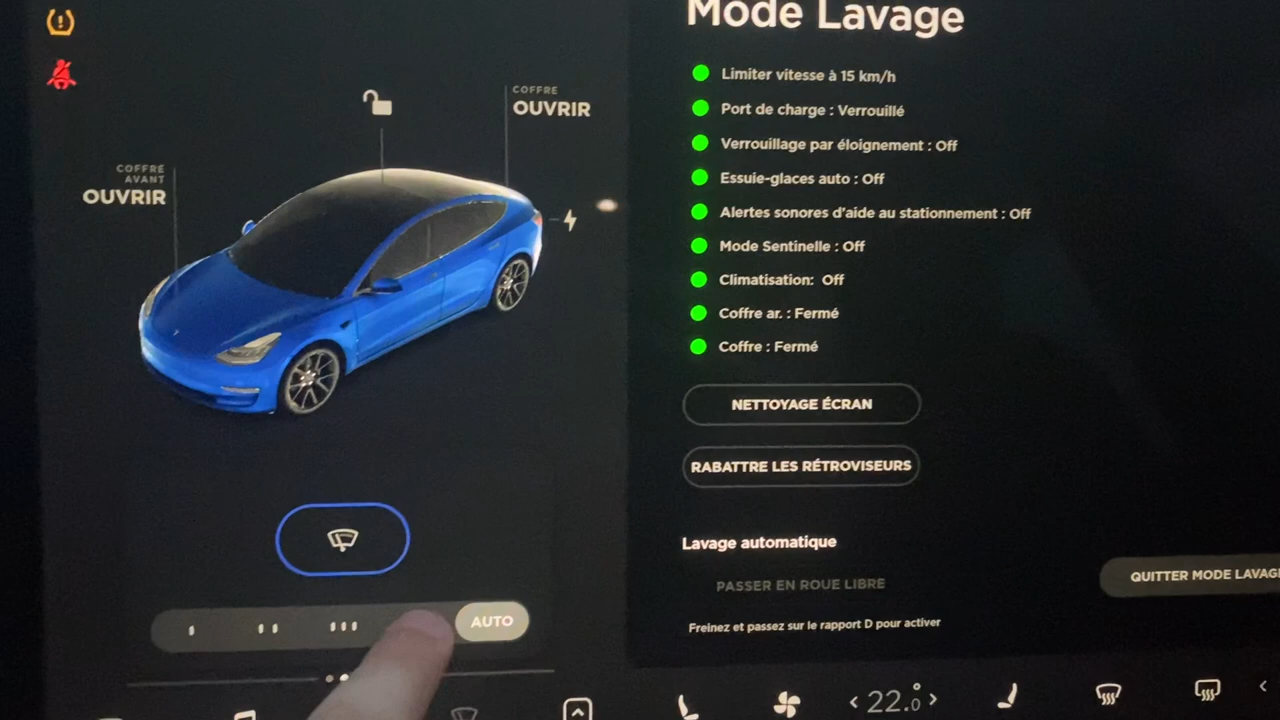 Mode Lavage
Limiter vitesse à 15 km/h
Port de charge : Verrouillé
Verrouillage par éloignement : Off
Essuie-glaces auto : Off
Alertes sonores d'aide au stationnement : Off
Mode Sentinelle : Off
Climatisation: Off
Coffre ar. : Fermé
Coffre : Fermé
NETTOYAGE ÉCRAN
RABATTRE LES RÉTROVISEURS
Lavage automatique
PASSER EN ROUE LIBRE
Freinez et passez sur le rapport D pour activer
QUITTER MODE LAVAGE
COFFRE
OUVRIR
COFFRE
AVANT
OUVRIR
AUTO
22.0